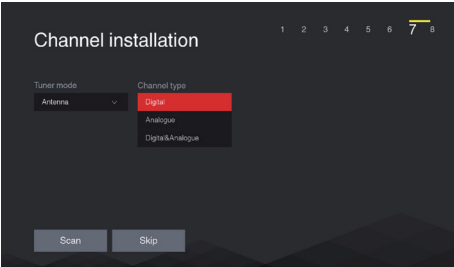 Channel installation
1 2 3 4 5 6 7 8
Tuner mode
Channel type
Antenna
Digital
Analogue
Digital&Analogue
Scan
Skip